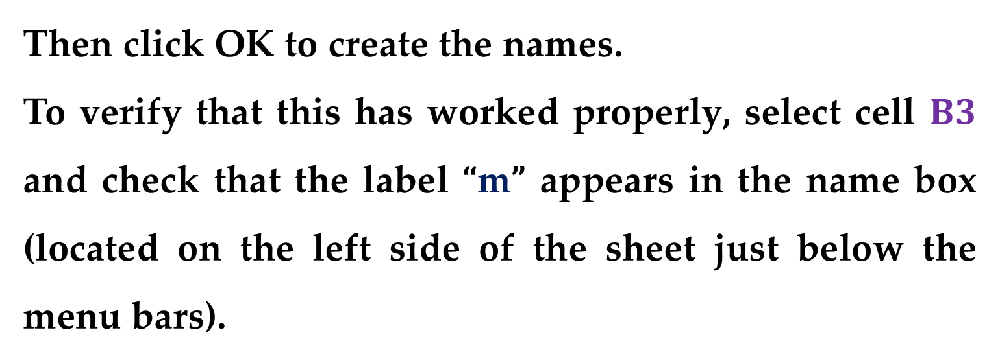 Then click OK to create the names.
To verify that this has worked properly, select cell B3
and check that the label “m” appears in the name box
(located on the left side of the sheet just below the
menu bars).